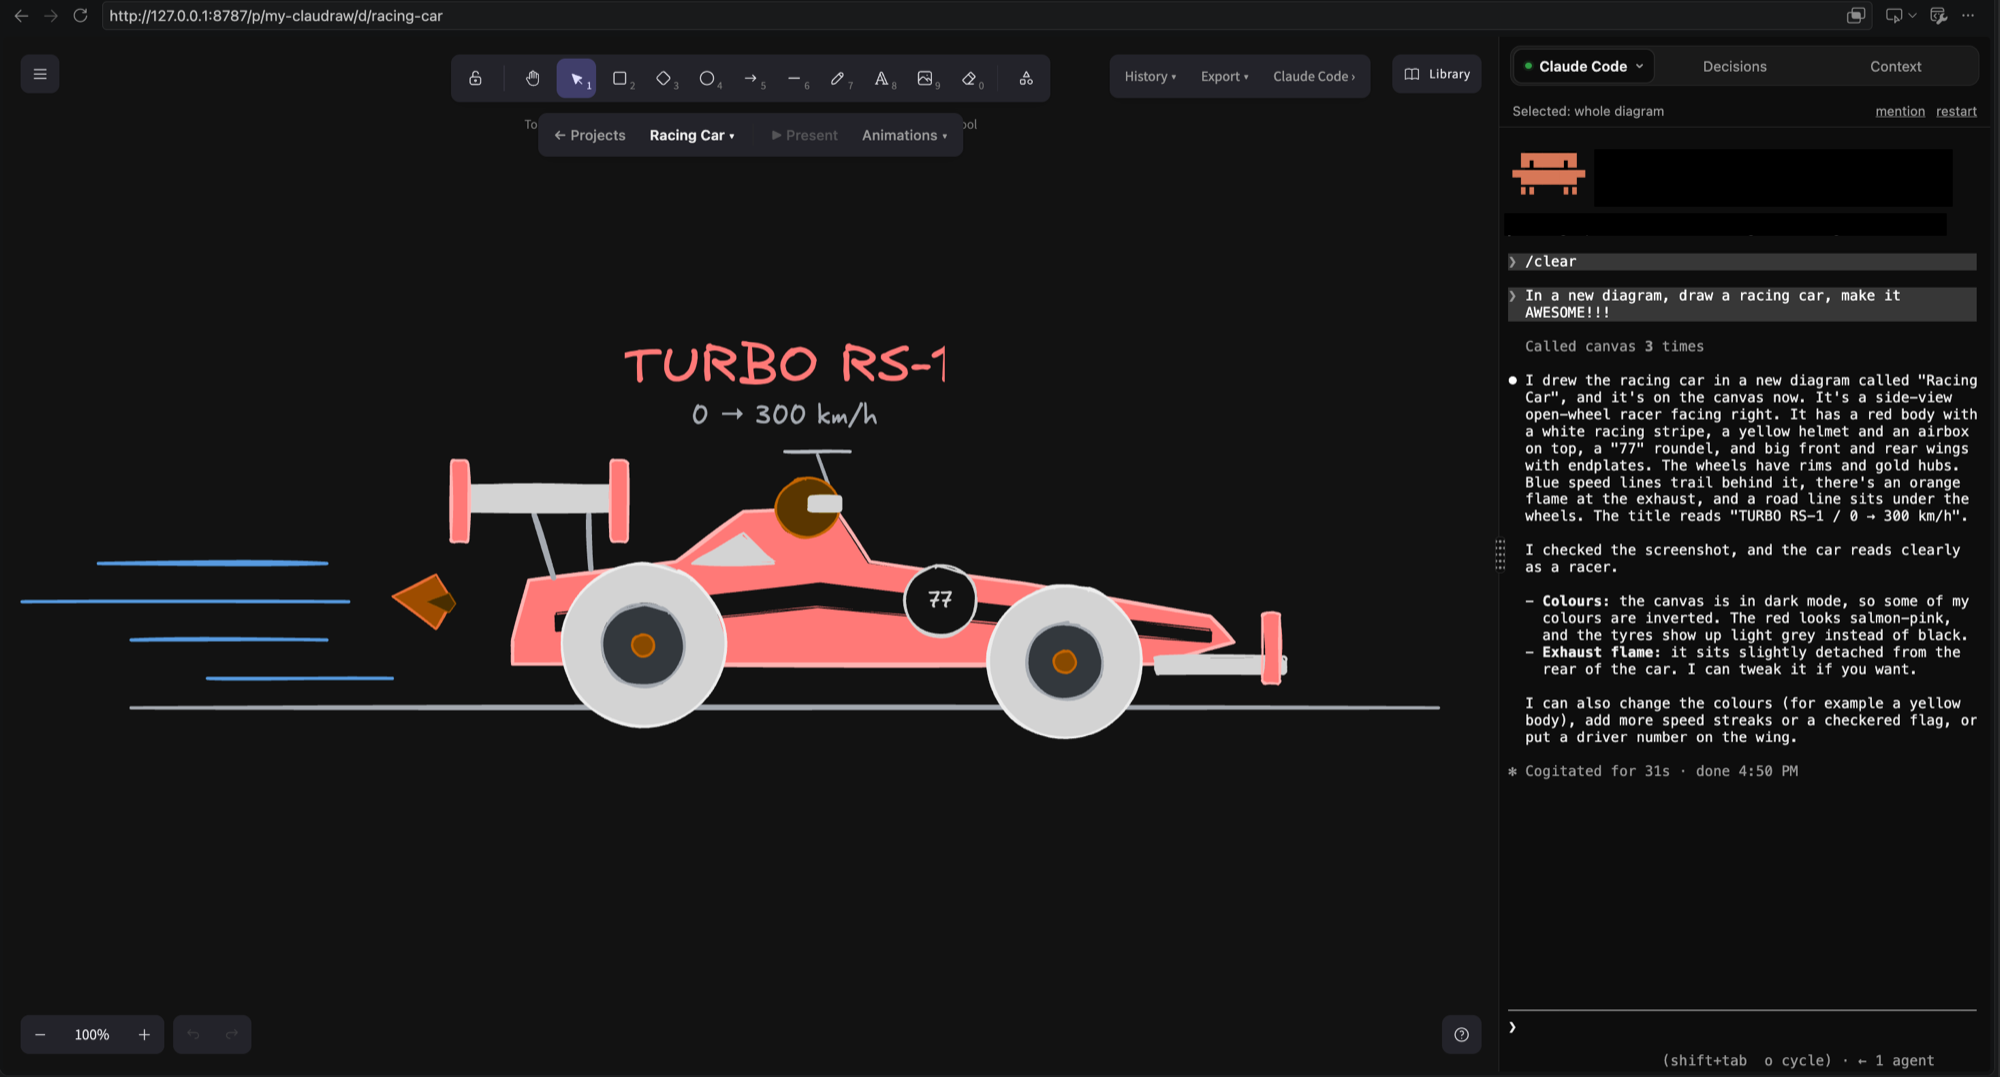 http://127.0.0.1:8787/p/my-claudraw/d/racing-car
1 2 3 4 5 6 7 8 9 0
History Export Claude Code ›
Library
To
ool
← Projects Racing Car Present Animations
TURBO RS-1
0 → 300 km/h
77
100%
Claude Code Decisions Context
Selected: whole diagram mention restart
❯ /clear
❯ In a new diagram, draw a racing car, make it
AWESOME!!!
Called canvas 3 times
● I drew the racing car in a new diagram called "Racing
Car", and it's on the canvas now. It's a side-view
open-wheel racer facing right. It has a red body with
a white racing stripe, a yellow helmet and an airbox
on top, a "77" roundel, and big front and rear wings
with endplates. The wheels have rims and gold hubs.
Blue speed lines trail behind it, there's an orange
flame at the exhaust, and a road line sits under the
wheels. The title reads "TURBO RS-1 / 0 → 300 km/h".
I checked the screenshot, and the car reads clearly
as a racer.
- Colours: the canvas is in dark mode, so some of my
colours are inverted. The red looks salmon-pink,
and the tyres show up light grey instead of black.
- Exhaust flame: it sits slightly detached from the
rear of the car. I can tweak it if you want.
I can also change the colours (for example a yellow
body), add more speed streaks or a checkered flag, or
put a driver number on the wing.
✻ Cogitated for 31s · done 4:50 PM
❯
(shift+tab o cycle) · ← 1 agent